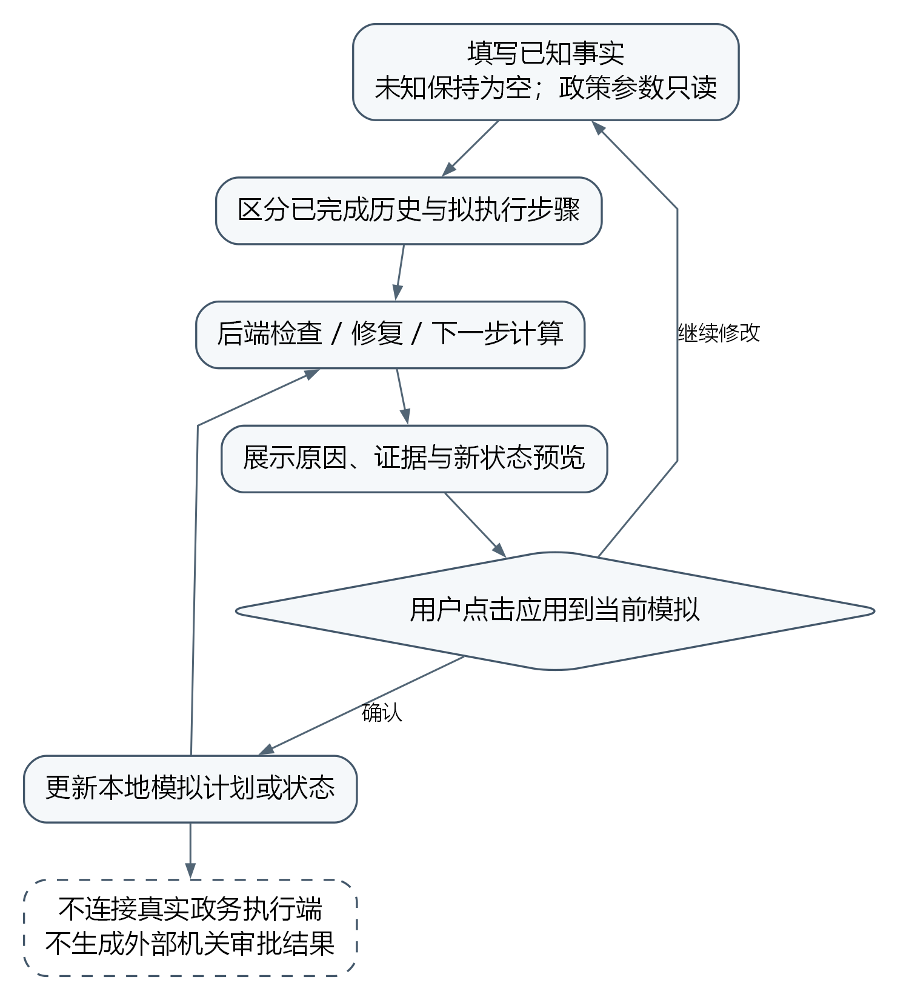 填写已知事实
未知保持为空；政策参数只读
区分已完成历史与拟执行步骤
后端检查 / 修复 / 下一步计算
继续修改
展示原因、证据与新状态预览
用户点击应用到当前模拟
确认
更新本地模拟计划或状态
不连接真实政务执行端
不生成外部机关审批结果